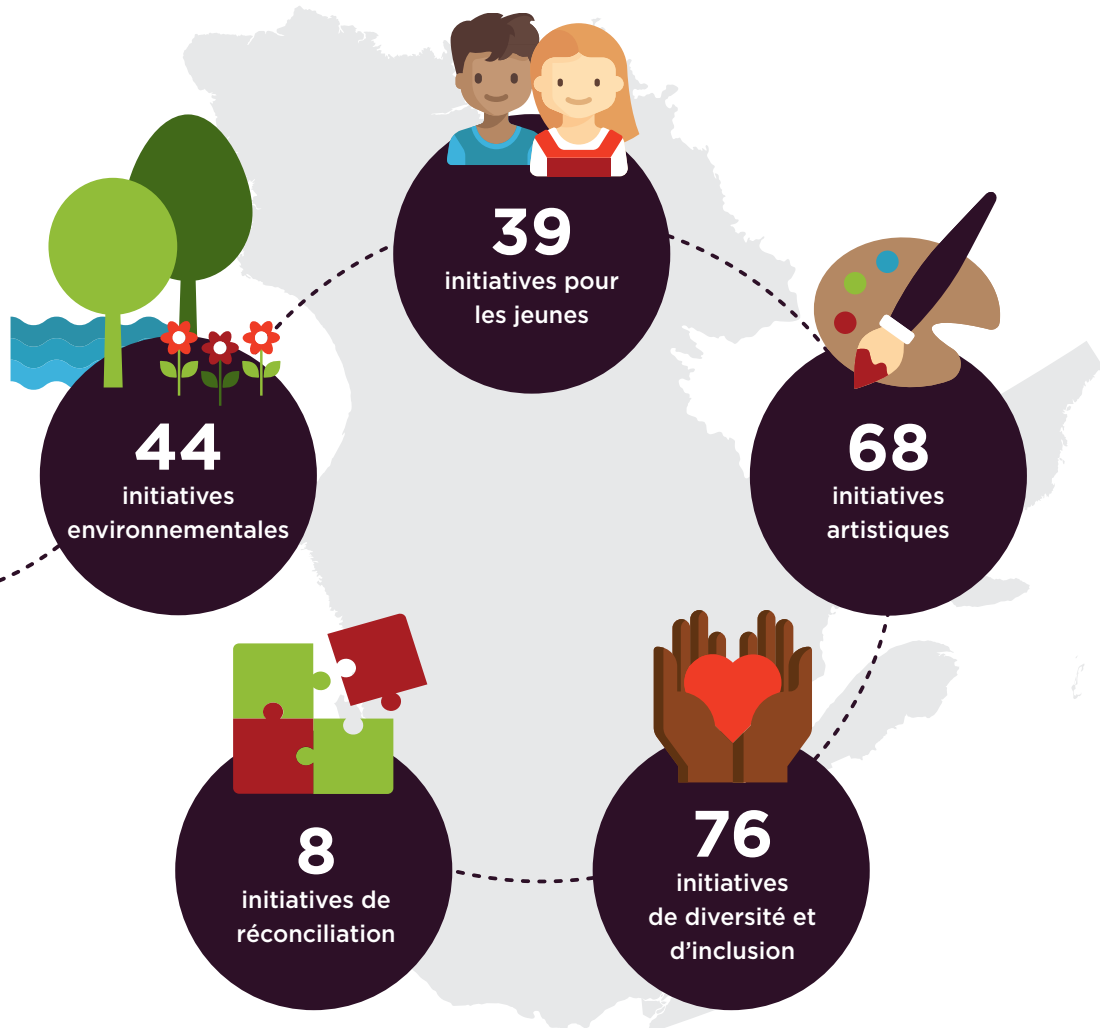 39
initiatives pour
les jeunes
44
initiatives
environnementales
68
initiatives
artistiques
8
initiatives de
réconciliation
76
initiatives
de diversité et
d’inclusion